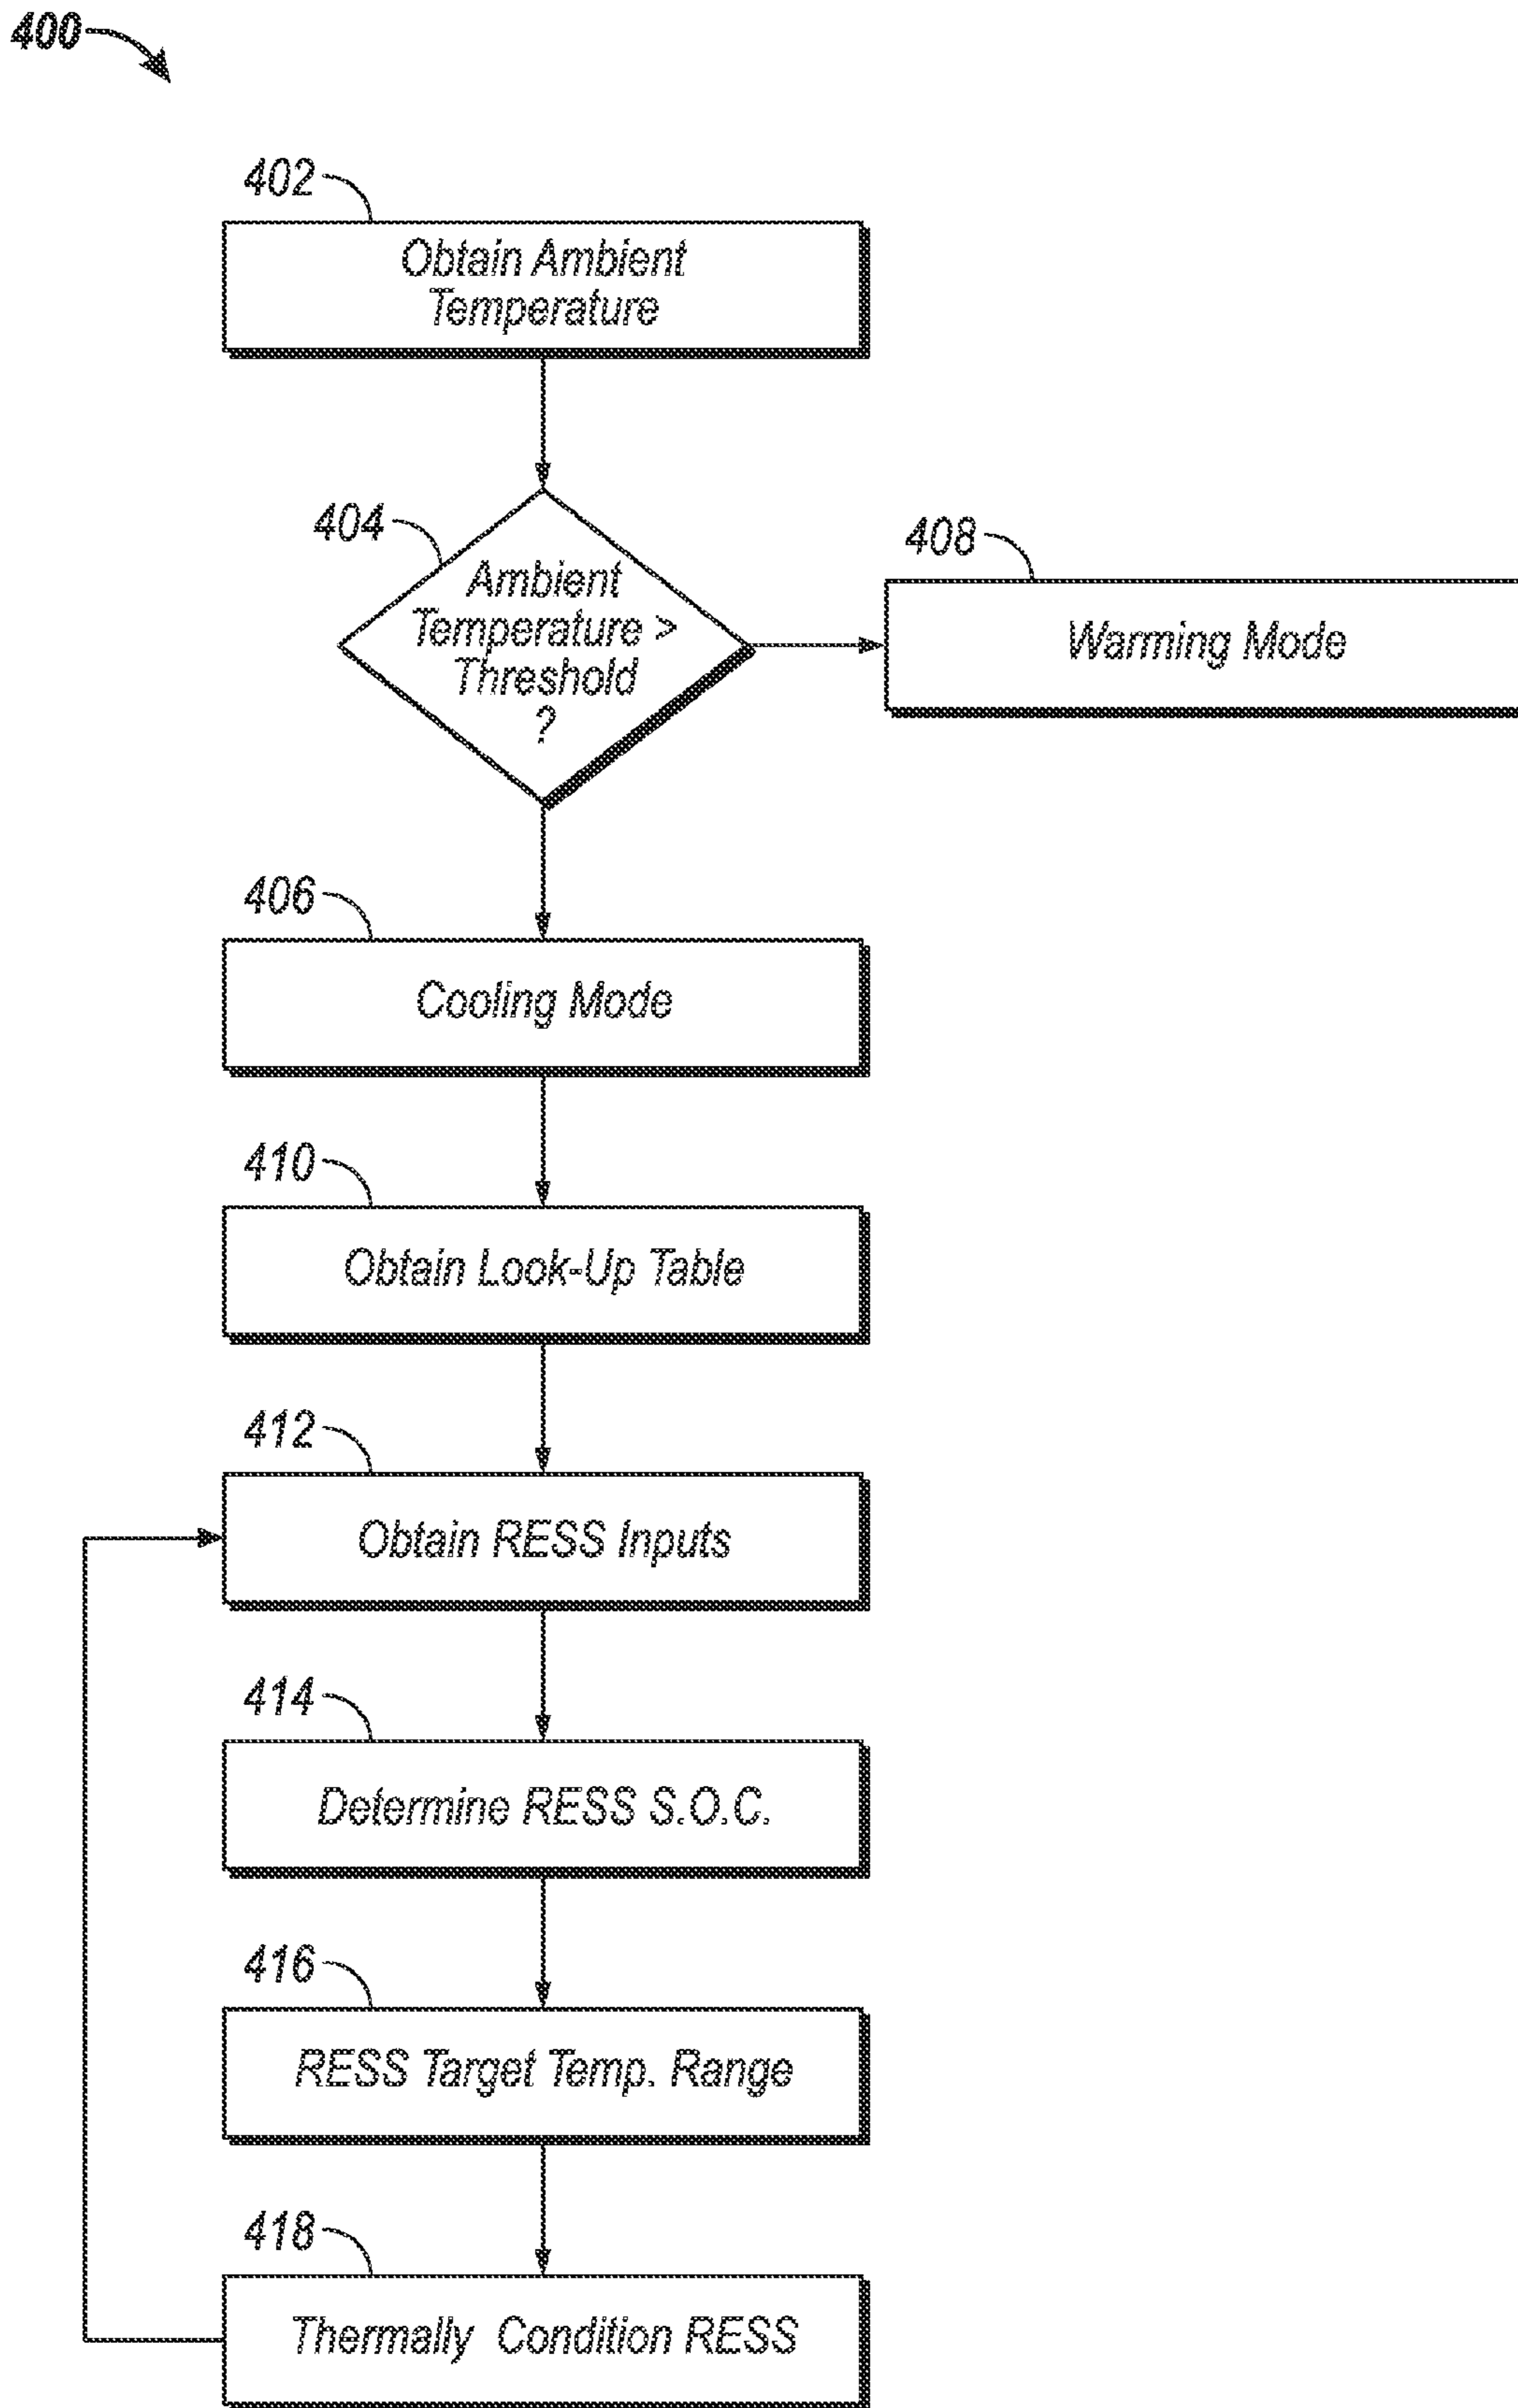 400
402
Obtain Ambient
Temperature
404
Ambient
Temperature >
Threshold
?
408
Warming Mode
406
Cooling Mode
410
Obtain Look-Up Table
412
Obtain RESS Inputs
414
Determine RESS S.O.C.
416
RESS Target Temp. Range
418
Thermally Condition RESS